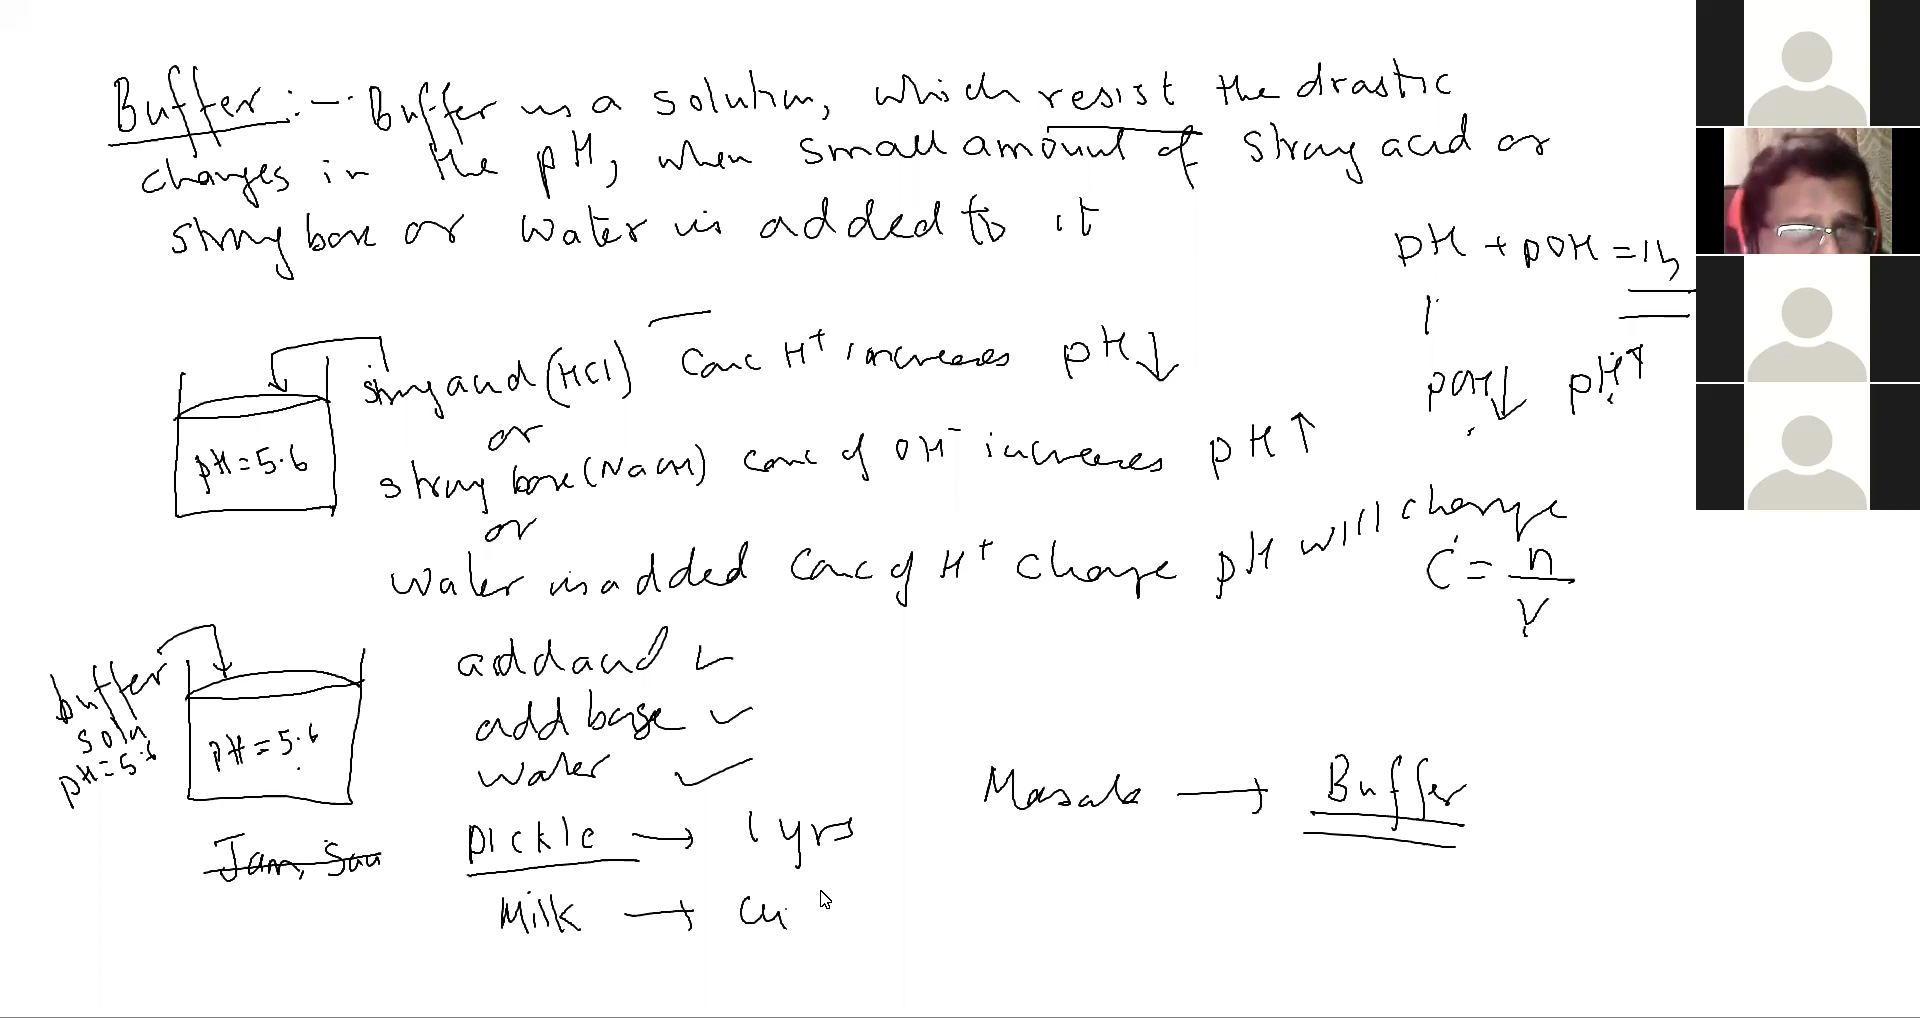 Buffer :- Buffer is a solution, which resist the drastic
changes in the pH, when small amount of strong acid or
strong base or water is added to it
pH + pOH = 14
pOH↓ pH↑
strong acid (HCl) Conc H⁺ increases pH↓
or
strong base (NaOH) conc of OH⁻ increases pH↑
or
water is added Conc of H⁺ change pH will change
C = n/V
pH = 5.6
buffer
soln
pH = 5.6
pH = 5.6
add acid ✓
add base ✓
water ✓
Masala → Buffer
Jam, Sau
pickle → 1 yrs
Milk → cu